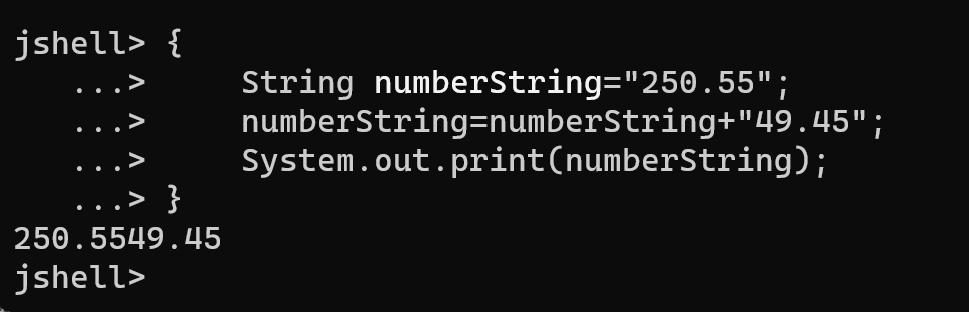 jshell> {
   ...>     String numberString="250.55";
   ...>     numberString=numberString+"49.45";
   ...>     System.out.print(numberString);
   ...> }
250.5549.45
jshell>